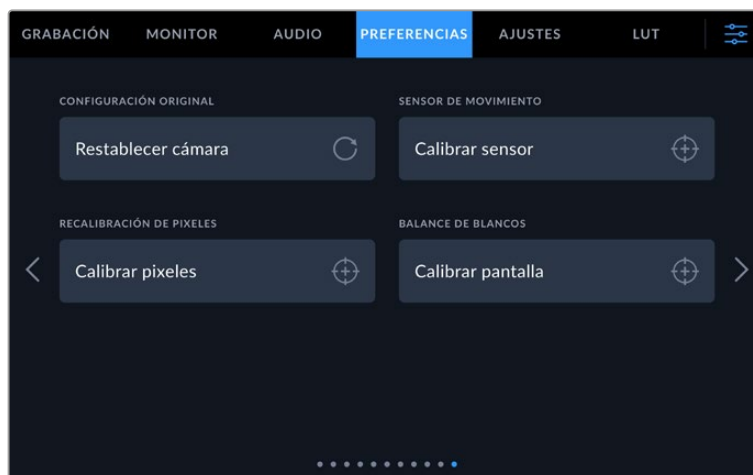 GRABACIÓN MONITOR AUDIO PREFERENCIAS AJUSTES LUT
CONFIGURACIÓN ORIGINAL
Restablecer cámara
SENSOR DE MOVIMIENTO
Calibrar sensor
RECALIBRACIÓN DE PIXELES
Calibrar pixeles
BALANCE DE BLANCOS
Calibrar pantalla